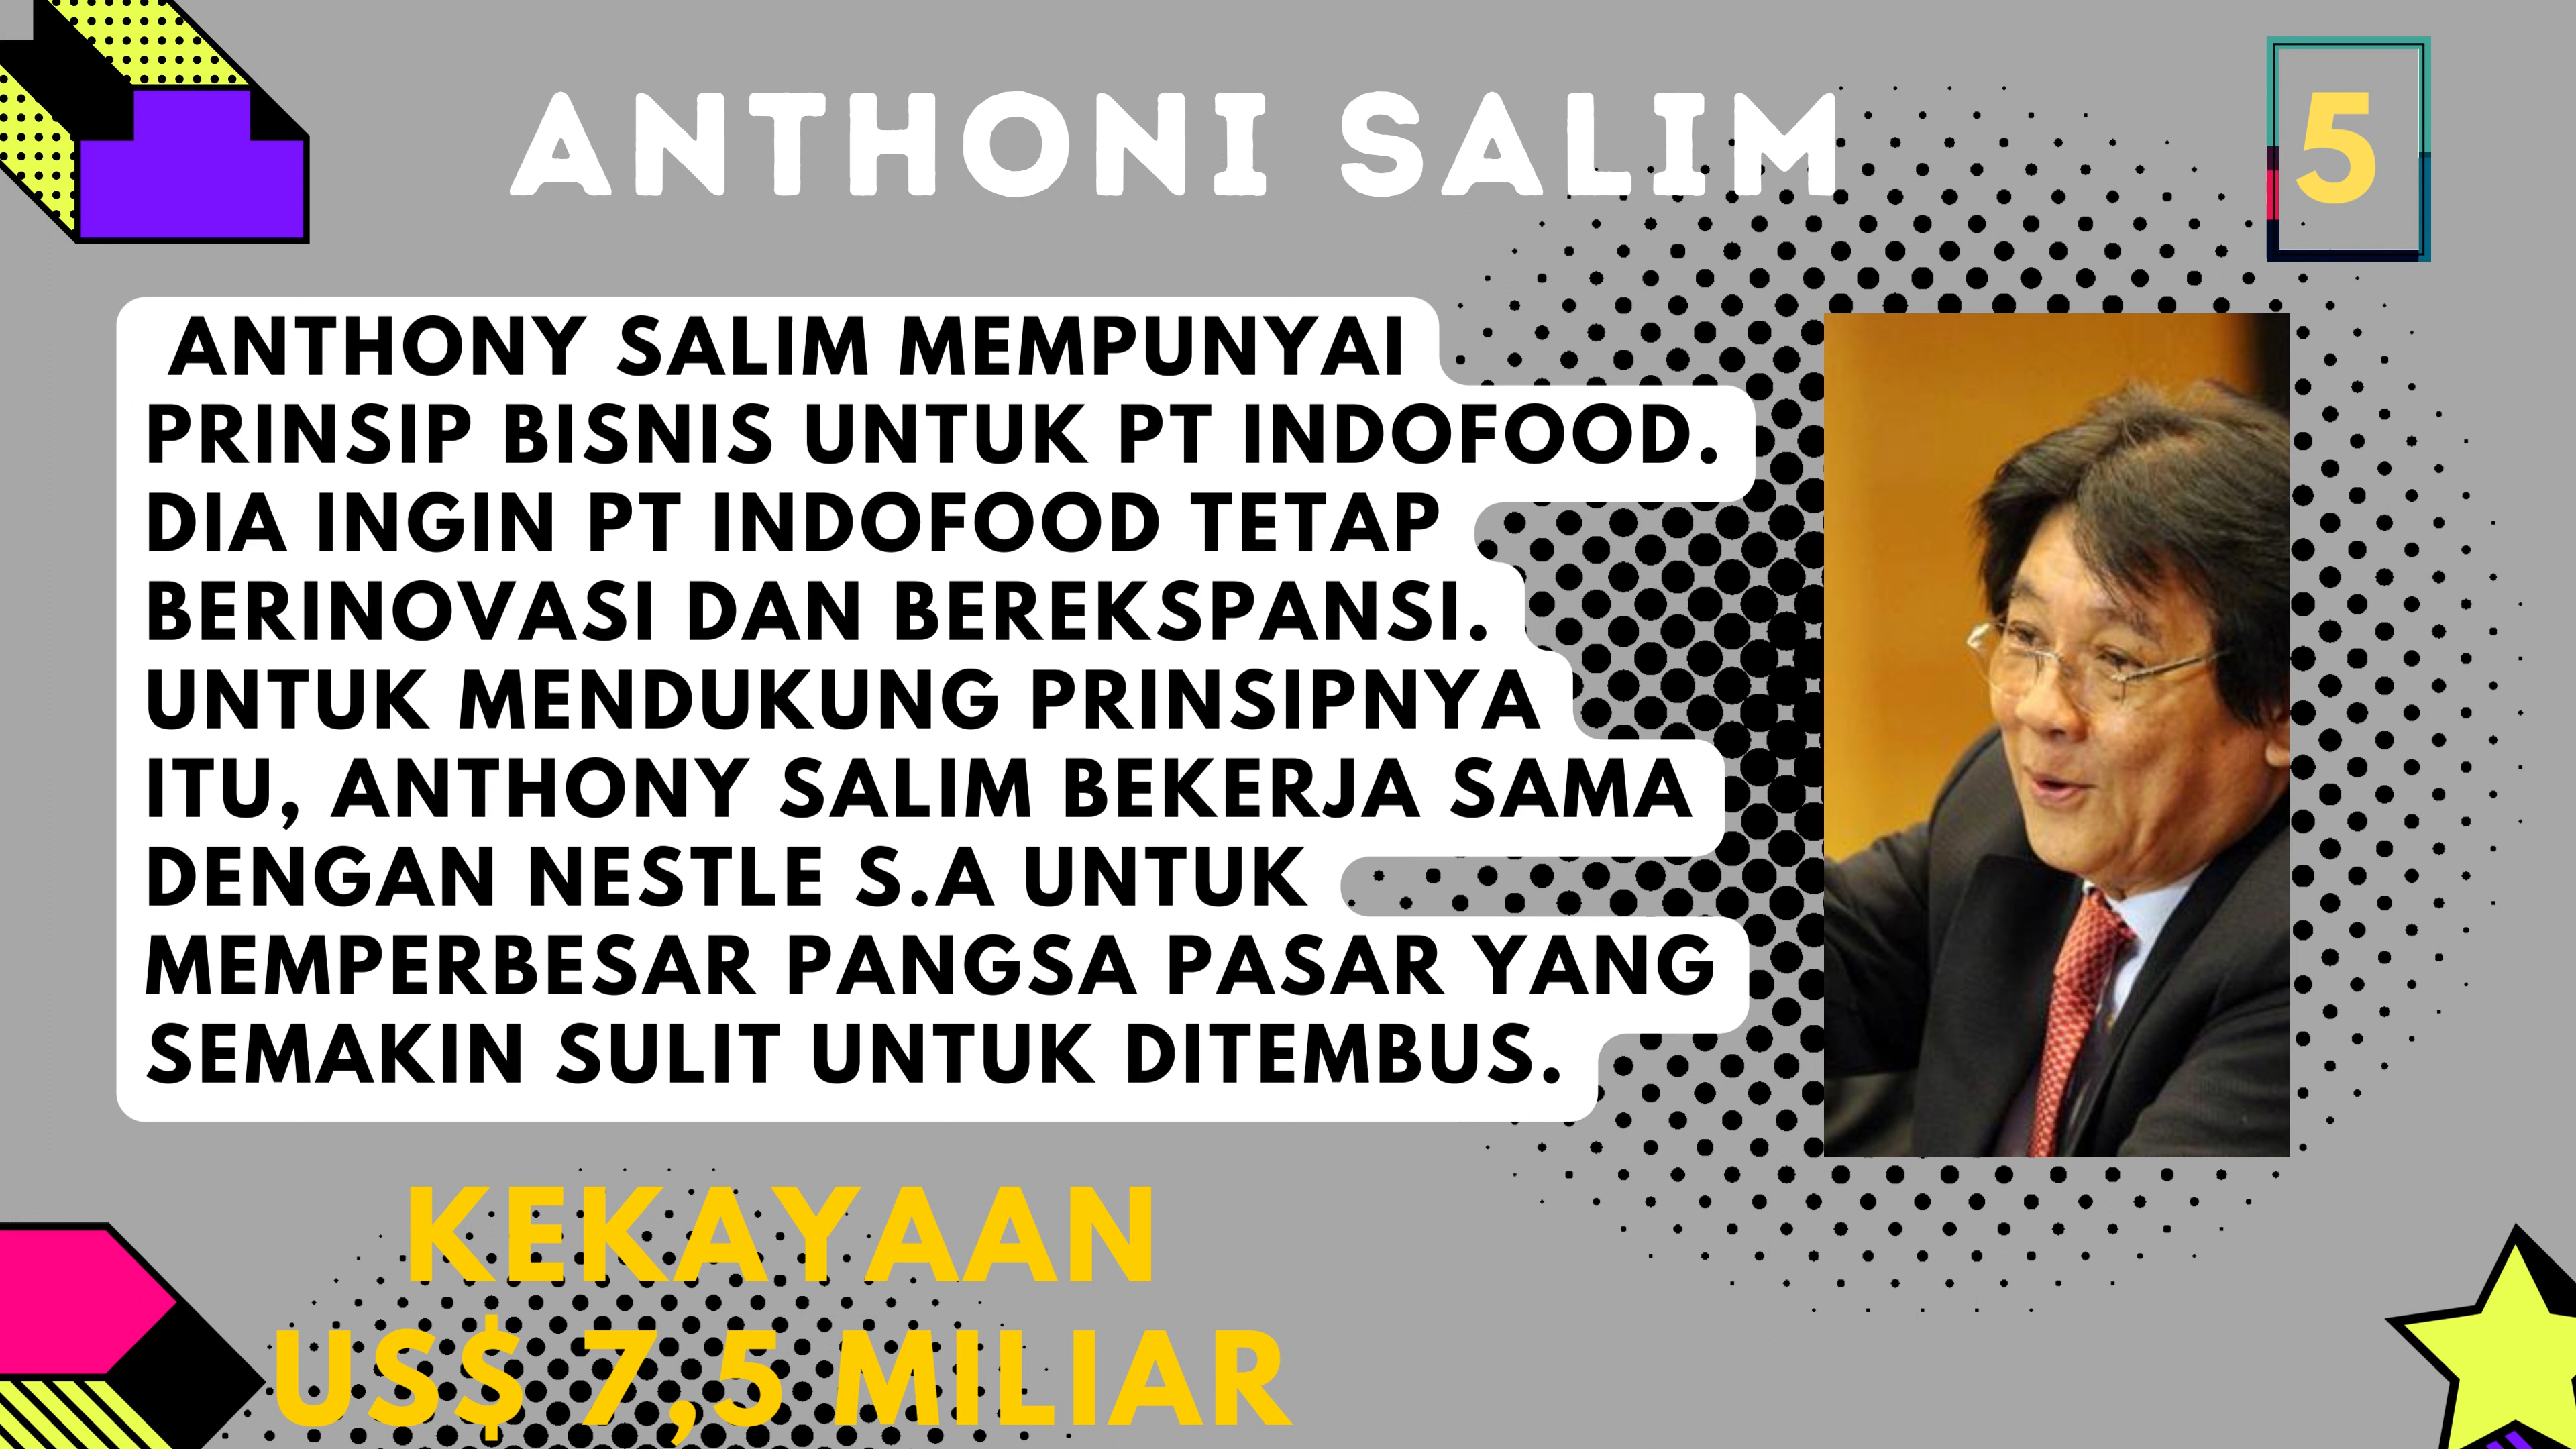 ANTHONI SALIM
5
ANTHONY SALIM MEMPUNYAI
PRINSIP BISNIS UNTUK PT INDOFOOD.
DIA INGIN PT INDOFOOD TETAP
BERINOVASI DAN BEREKSPANSI.
UNTUK MENDUKUNG PRINSIPNYA
ITU, ANTHONY SALIM BEKERJA SAMA
DENGAN NESTLE S.A UNTUK
MEMPERBESAR PANGSA PASAR YANG
SEMAKIN SULIT UNTUK DITEMBUS.
KEKAYAAN
US$ 7,5 MILIAR